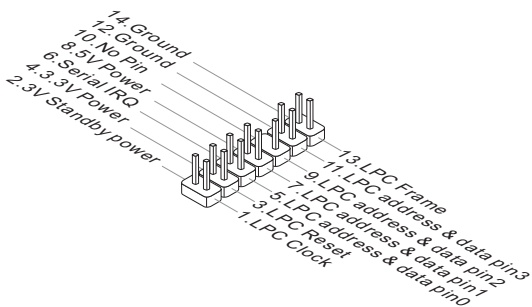 14.Ground
12.Ground
10.No Pin
8.5V Power
6.Serial IRQ
4.3.3V Power
2.3V Standby power
13.LPC Frame
11.LPC address & data pin3
9.LPC address & data pin2
7.LPC address & data pin1
5.LPC address & data pin0
3.LPC Reset
1.LPC Clock